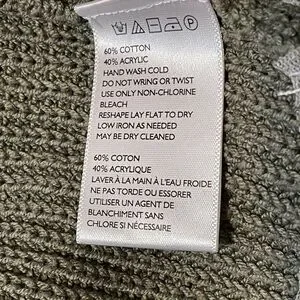 60% COTTON
40% ACRYLIC
HAND WASH COLD
DO NOT WRING OR TWIST
USE ONLY NON-CHLORINE
BLEACH
RESHAPE LAY FLAT TO DRY
LOW IRON AS NEEDED
MAY BE DRY CLEANED
60% COTON
40% ACRYLIQUE
LAVER À LA MAIN À L'EAU FROIDE
NE PAS TORDE OU ESSORER
UTILISER UN AGENT DE
BLANCHIMENT SANS
CHLORE SI NÉCESSAIRE